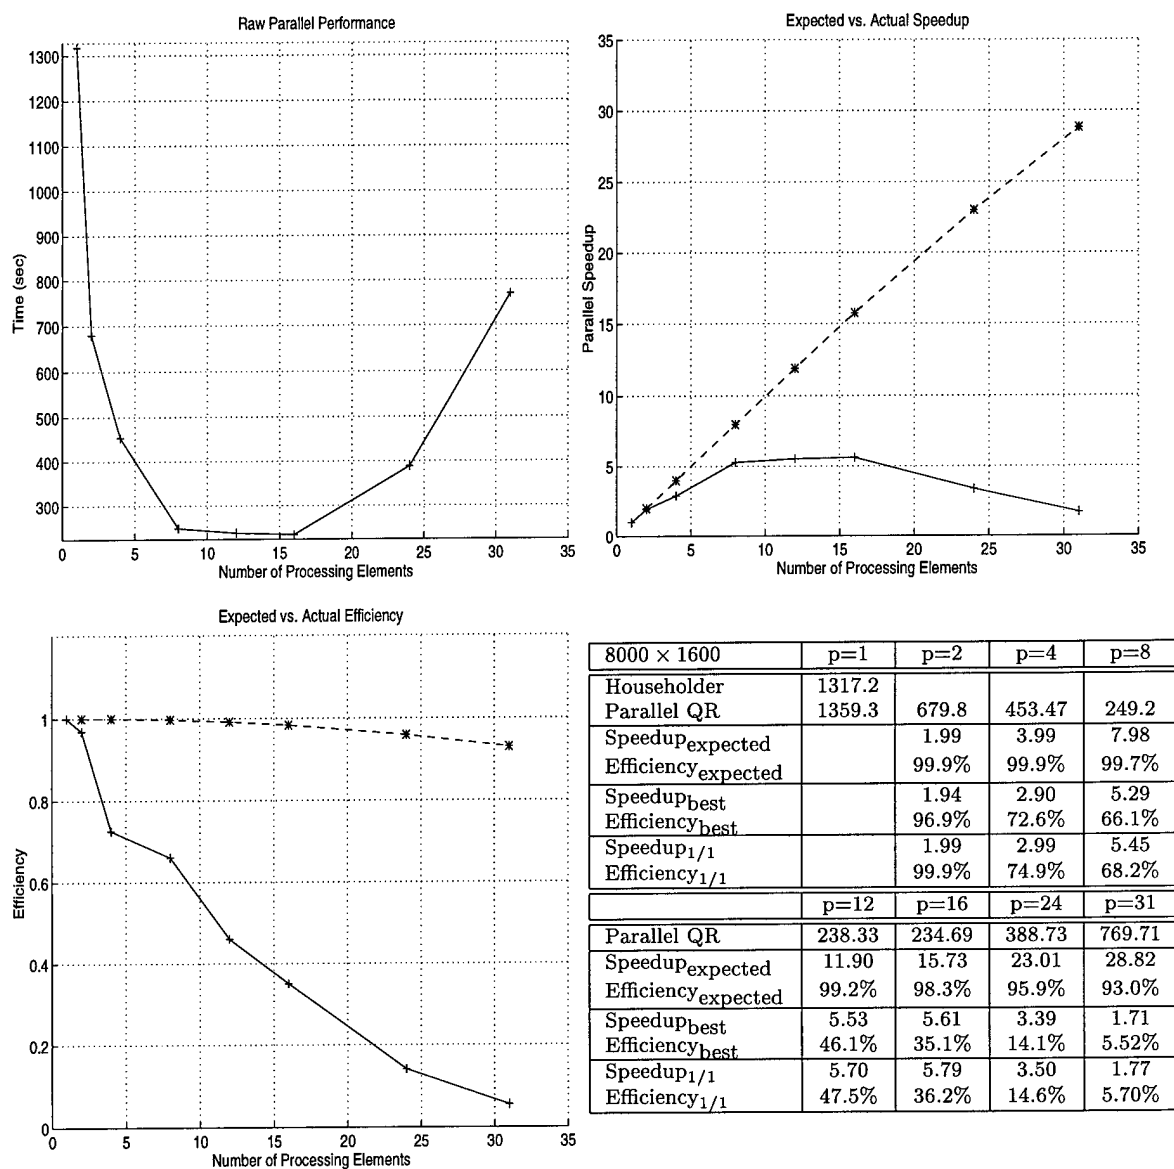 Raw Parallel Performance
1300
1200
1100
1000
900
800
700
600
500
400
300
0 5 10 15 20 25 30 35
Time (sec)
Number of Processing Elements
Expected vs. Actual Speedup
35
30
25
20
15
10
5
0
0 5 10 15 20 25 30 35
Parallel Speedup
Number of Processing Elements
Expected vs. Actual Efficiency
1
0.8
0.6
0.4
0.2
0
0 5 10 15 20 25 30 35
Efficiency
Number of Processing Elements
8000 × 1600 p=1 p=2 p=4 p=8
Householder 1317.2
Parallel QR 1359.3 679.8 453.47 249.2
Speedup_expected 1.99 3.99 7.98
Efficiency_expected 99.9% 99.9% 99.7%
Speedup_best 1.94 2.90 5.29
Efficiency_best 96.9% 72.6% 66.1%
Speedup_1/1 1.99 2.99 5.45
Efficiency_1/1 99.9% 74.9% 68.2%
p=12 p=16 p=24 p=31
Parallel QR 238.33 234.69 388.73 769.71
Speedup_expected 11.90 15.73 23.01 28.82
Efficiency_expected 99.2% 98.3% 95.9% 93.0%
Speedup_best 5.53 5.61 3.39 1.71
Efficiency_best 46.1% 35.1% 14.1% 5.52%
Speedup_1/1 5.70 5.79 3.50 1.77
Efficiency_1/1 47.5% 36.2% 14.6% 5.70%